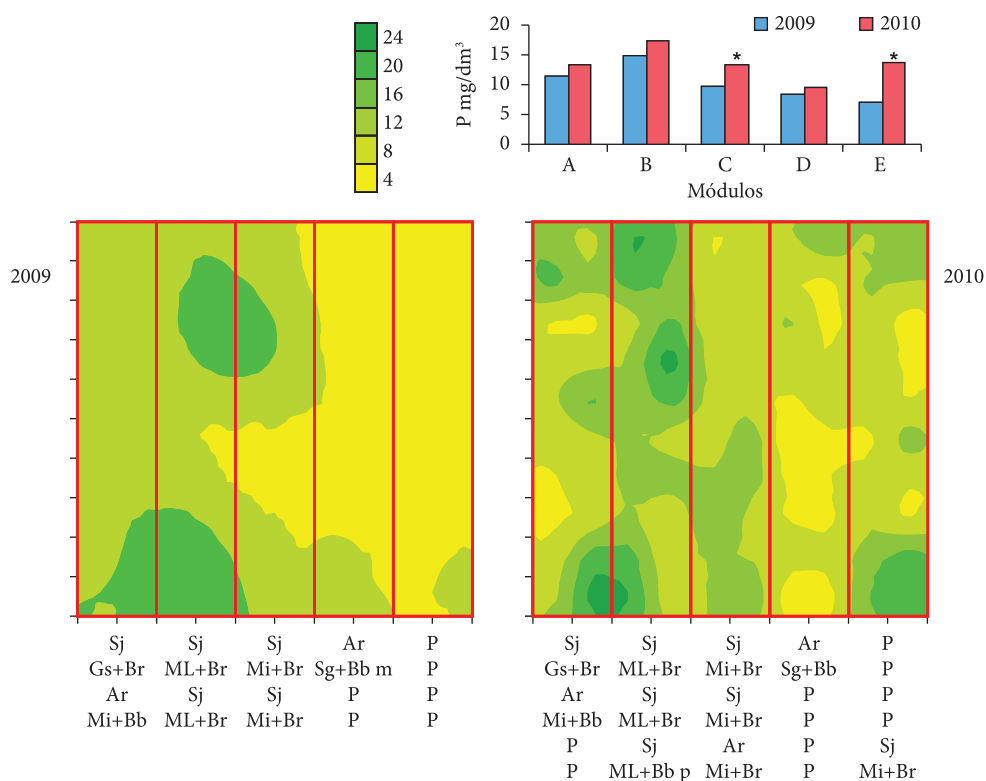 24
20
16
12
8
4
P mg/dm³
20
15
10
5
0
2009 2010
* *
A B C D E
Módulos
2009
2010
Sj Sj Sj Ar P
Gs+Br ML+Br Mi+Br Sg+Bb m P
Ar Sj Sj P P
Mi+Bb ML+Br Mi+Br P P
Sj Sj Sj Ar P
Gs+Br ML+Br Mi+Br Sg+Bb P
Ar Sj Sj P P
Mi+Bb ML+Br Mi+Br P P
P Sj Ar P Sj
P ML+Bb p Mi+Br P Mi+Br